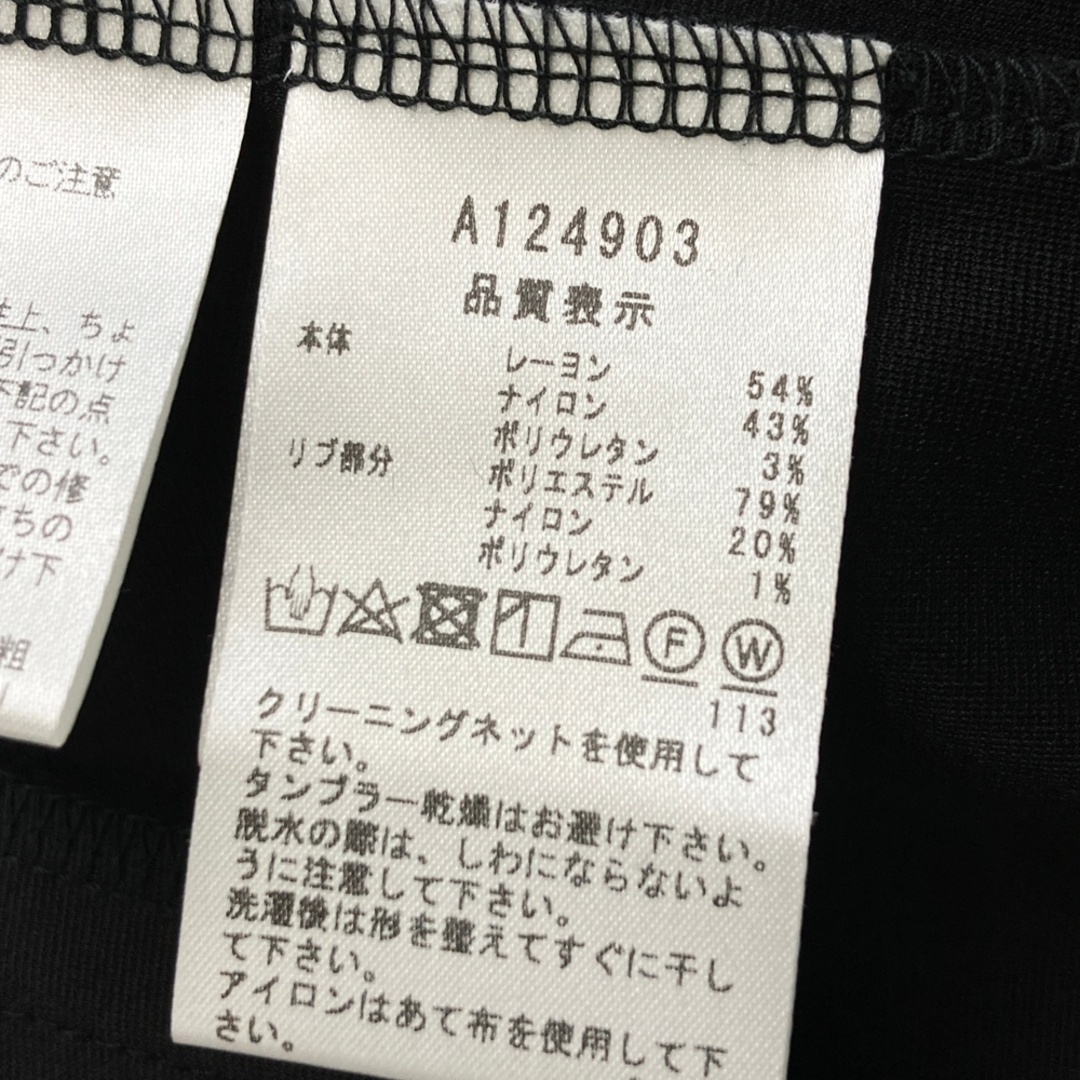 のご注意
上、ちょ
引っかけ
下記の点
下さい。
での修
ちの
け下
粗
A124903
品質表示
本体 レーヨン 54%
ナイロン 43%
ポリウレタン 3%
リブ部分 ポリエステル 79%
ナイロン 20%
ポリウレタン 1%
F W
113
クリーニングネットを使用して
下さい。
タンブラー乾燥はお避け下さい。
脱水の際は、しわにならないよ
うに注意して下さい。
洗濯後は形を整えてすぐに干し
て下さい。
アイロンはあて布を使用して下
さい。